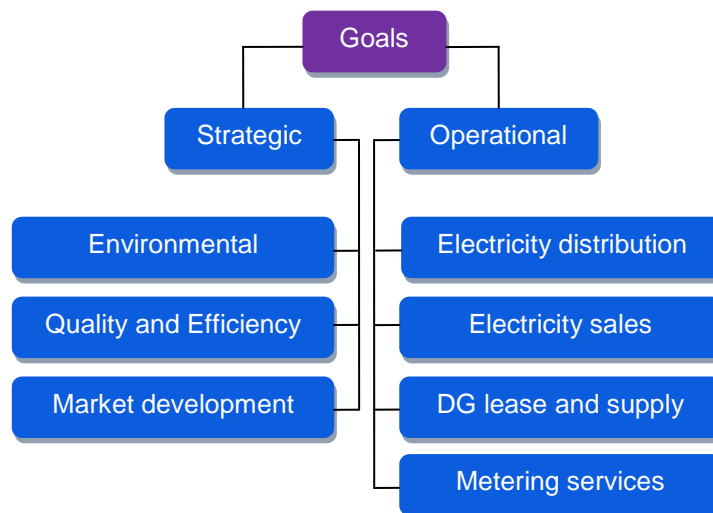 Goals
Strategic
Operational
Environmental
Electricity distribution
Quality and Efficiency
Electricity sales
Market development
DG lease and supply
Metering services